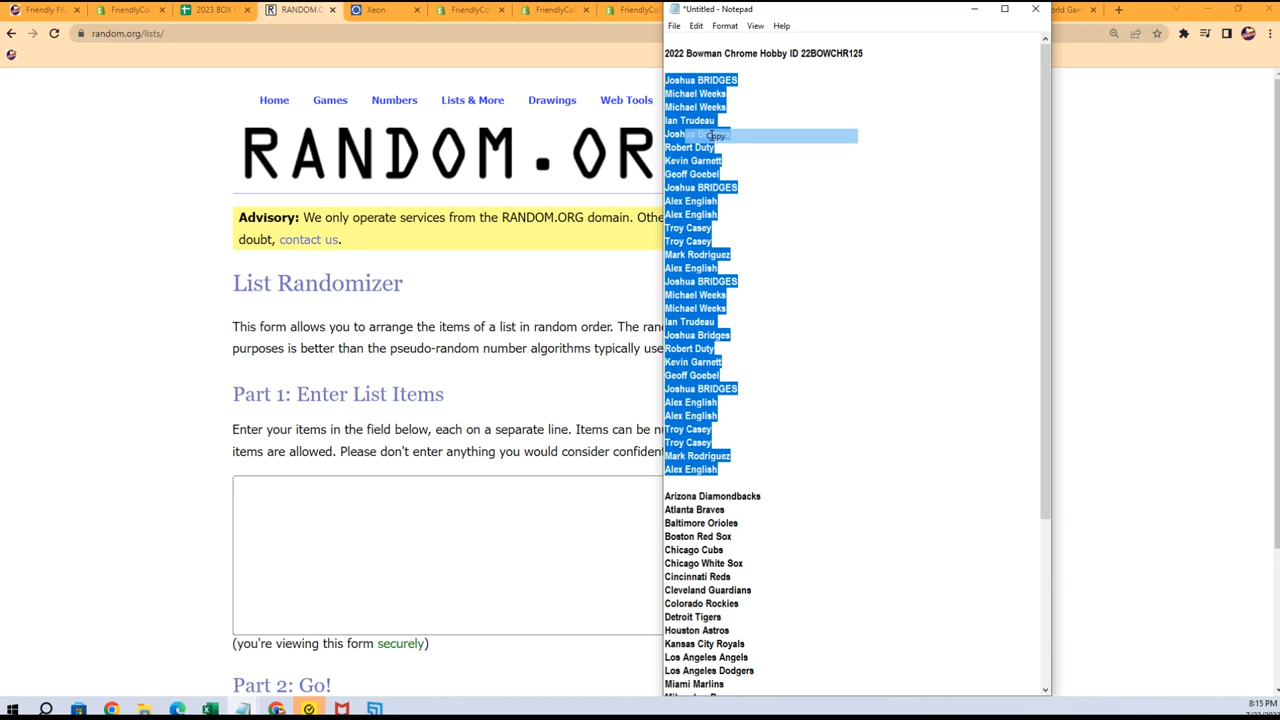 Friendly Fi
FriendlyCo
2023 BOX
RANDOM.O
Xeon
FriendlyCo
FriendlyCo
FriendlyCo
orld Gam
random.org/lists/
Home
Games
Numbers
Lists & More
Drawings
Web Tools
RANDOM.OR
Advisory: We only operate services from the RANDOM.ORG domain. Othe
doubt, contact us.
List Randomizer
This form allows you to arrange the items of a list in random order. The ran
purposes is better than the pseudo-random number algorithms typically use
Part 1: Enter List Items
Enter your items in the field below, each on a separate line. Items can be nu
items are allowed. Please don't enter anything you would consider confiden
(you're viewing this form securely)
Part 2: Go!
*Untitled - Notepad
File
Edit
Format
View
Help
2022 Bowman Chrome Hobby ID 22BOWCHR125
Joshua BRIDGES
Michael Weeks
Michael Weeks
Ian Trudeau
Joshua
Copy
Robert Duty
Kevin Garnett
Geoff Goebel
Joshua BRIDGES
Alex English
Alex English
Troy Casey
Troy Casey
Mark Rodriguez
Alex English
Joshua BRIDGES
Michael Weeks
Michael Weeks
Ian Trudeau
Joshua Bridges
Robert Duty
Kevin Garnett
Geoff Goebel
Joshua BRIDGES
Alex English
Alex English
Troy Casey
Troy Casey
Mark Rodriguez
Alex English
Arizona Diamondbacks
Atlanta Braves
Baltimore Orioles
Boston Red Sox
Chicago Cubs
Chicago White Sox
Cincinnati Reds
Cleveland Guardians
Colorado Rockies
Detroit Tigers
Houston Astros
Kansas City Royals
Los Angeles Angels
Los Angeles Dodgers
Miami Marlins
8:15 PM